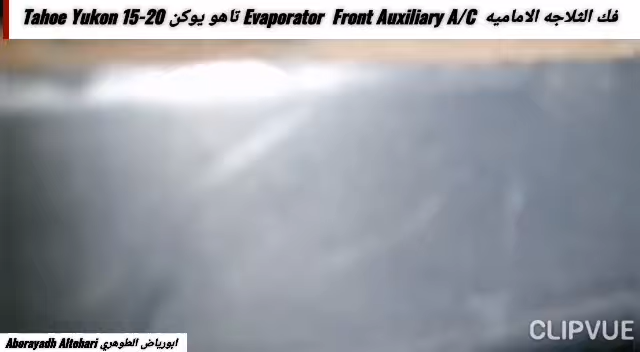 فك الثلاجه الاماميه Evaporator Front Auxiliary A/C تاهو يوكن Tahoe Yukon 15-20
CLIPVUE
Aborayadh Altohari ابورياض الطوهري